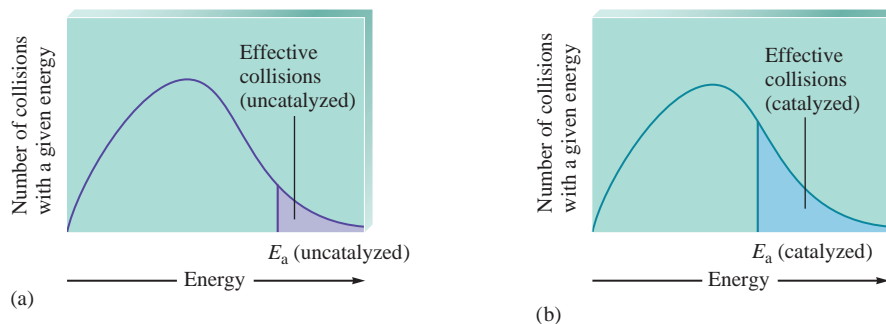 Number of collisions
with a given energy
Effective
collisions
(uncatalyzed)
Ea (uncatalyzed)
Energy
(a)
Number of collisions
with a given energy
Effective
collisions
(catalyzed)
Ea (catalyzed)
Energy
(b)